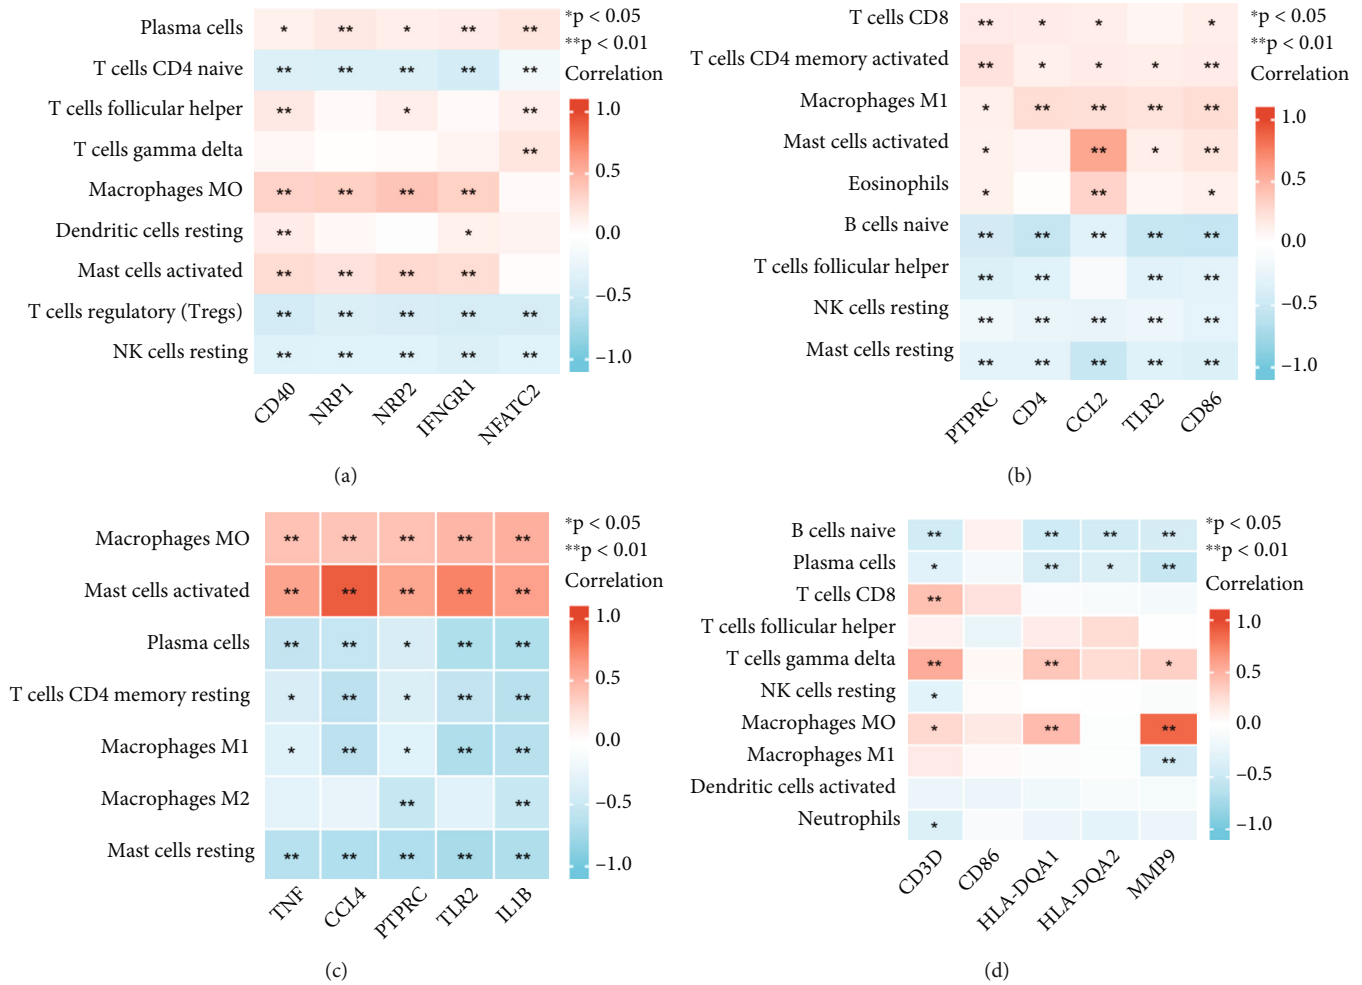 Plasma cells * ** * ** ** *p < 0.05
**p < 0.01
T cells CD4 naive ** ** ** ** ** Correlation
T cells follicular helper ** * ** 1.0
T cells gamma delta ** 0.5
Macrophages MO ** ** ** **
Dendritic cells resting ** * 0.0
Mast cells activated ** ** ** **
T cells regulatory (Tregs) ** ** ** ** ** −0.5
NK cells resting ** ** ** ** ** −1.0
CD40 NRP1 NRP2 IFNGR1 NFATC2
(a)
T cells CD8 ** * * * *p < 0.05
**p < 0.01
T cells CD4 memory activated ** * * * ** Correlation
Macrophages M1 * ** ** ** ** 1.0
Mast cells activated * ** * **
Eosinophils * ** * 0.5
B cells naive ** ** ** ** ** 0.0
T cells follicular helper ** ** ** **
NK cells resting ** ** ** ** ** −0.5
Mast cells resting ** ** ** ** ** −1.0
PTPRC CD4 CCL2 TLR2 CD86
(b)
Macrophages MO ** ** ** ** ** *p < 0.05
**p < 0.01
Correlation
Mast cells activated ** ** ** ** ** 1.0
Plasma cells ** ** * ** **
T cells CD4 memory resting * ** * ** ** 0.5
Macrophages M1 * ** * ** ** 0.0
Macrophages M2 ** ** −0.5
Mast cells resting ** ** ** ** ** −1.0
TNF CCL4 PTPRC TLR2 IL1B
(c)
B cells naive ** ** ** ** *p < 0.05
**p < 0.01
Plasma cells * ** * ** Correlation
T cells CD8 **
T cells follicular helper 1.0
T cells gamma delta ** ** * 0.5
NK cells resting *
Macrophages MO * ** ** 0.0
Macrophages M1 **
Dendritic cells activated −0.5
Neutrophils * −1.0
CD3D CD86 HLA-DQA1 HLA-DQA2 MMP9
(d)